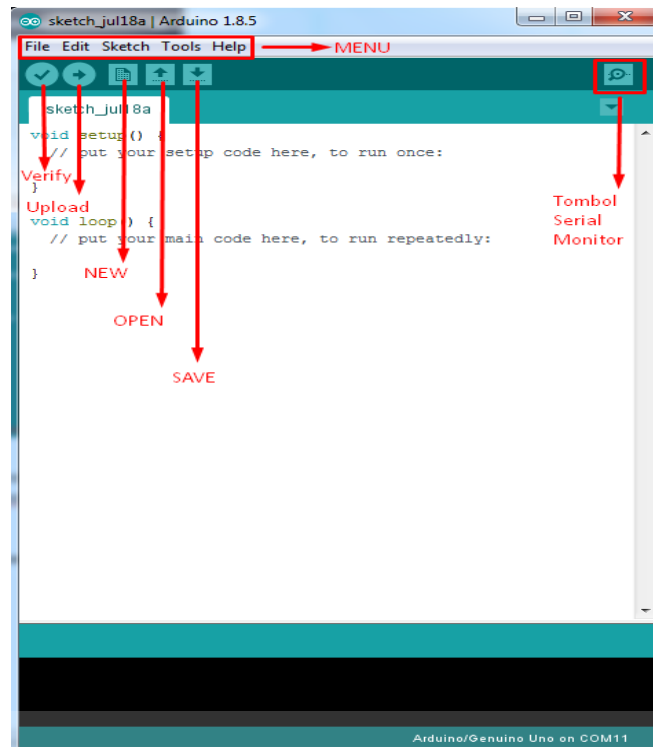 sketch_jul18a | Arduino 1.8.5
File Edit Sketch Tools Help
MENU
sketch_jul18a
void setup() {
// put your setup code here, to run once:
Verify
}
Upload
void loop() {
// put your main code here, to run repeatedly:
}
NEW
OPEN
SAVE
Tombol
Serial
Monitor
Arduino/Genuino Uno on COM11